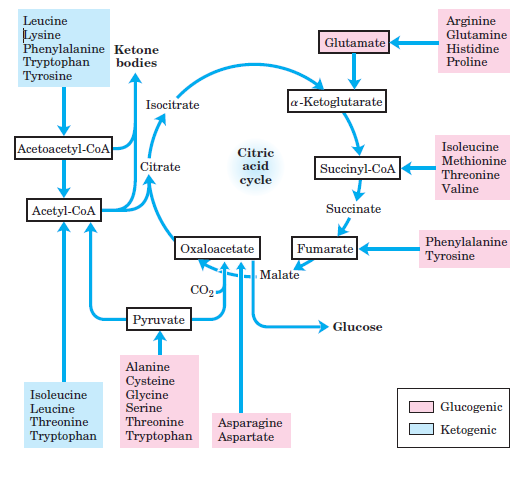 Leucine
Lysine
Phenylalanine
Tryptophan
Tyrosine
Ketone
bodies
Glutamate
Arginine
Glutamine
Histidine
Proline
Isocitrate
α-Ketoglutarate
Acetoacetyl-CoA
Citrate
Citric
acid
cycle
Succinyl-CoA
Isoleucine
Methionine
Threonine
Valine
Acetyl-CoA
Succinate
Oxaloacetate
Fumarate
Phenylalanine
Tyrosine
Malate
CO₂
Pyruvate
Glucose
Alanine
Cysteine
Glycine
Serine
Threonine
Tryptophan
Isoleucine
Leucine
Threonine
Tryptophan
Asparagine
Aspartate
Glucogenic
Ketogenic